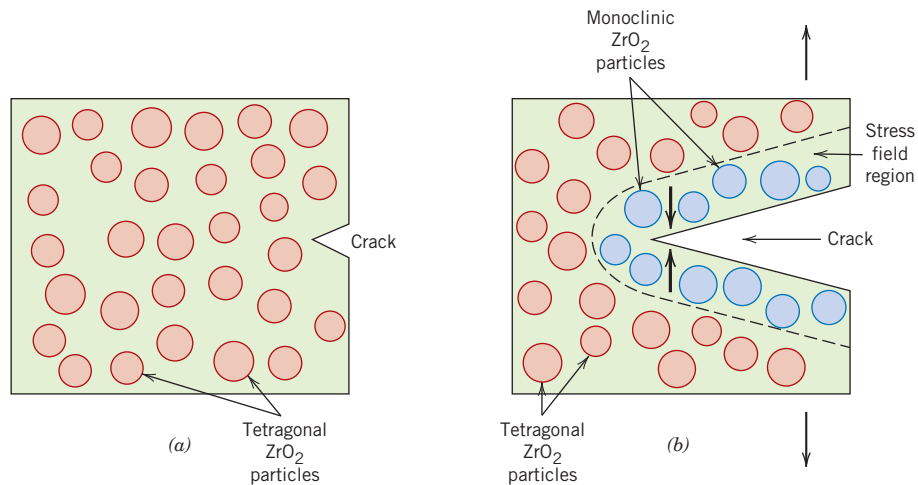 Crack
Tetragonal
ZrO2
particles
(a)
Monoclinic
ZrO2
particles
Stress
field
region
Crack
Tetragonal
ZrO2
particles
(b)